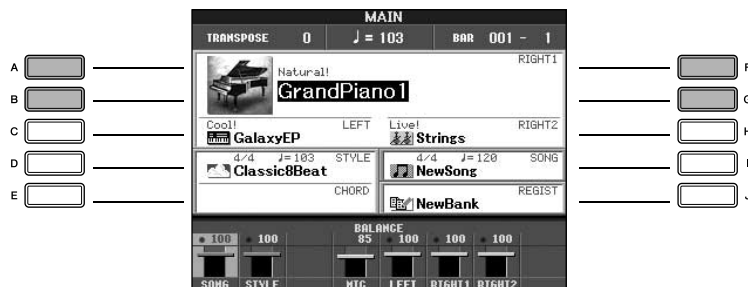 MAIN
TRANSPOSE 0 ♩= 103 BAR 001 - 1
RIGHT1
Natural!
GrandPiano1
Cool! LEFT Live! RIGHT2
GalaxyEP Strings
4/4 ♩=103 STYLE 4/4 ♩=120 SONG
Classic8Beat NewSong
CHORD REGIST
NewBank
BALANCE
100 100 85 100 100 100
SONG STYLE MIC LEFT RIGHT1 RIGHT2
A
B
C
D
E
F
G
H
I
J